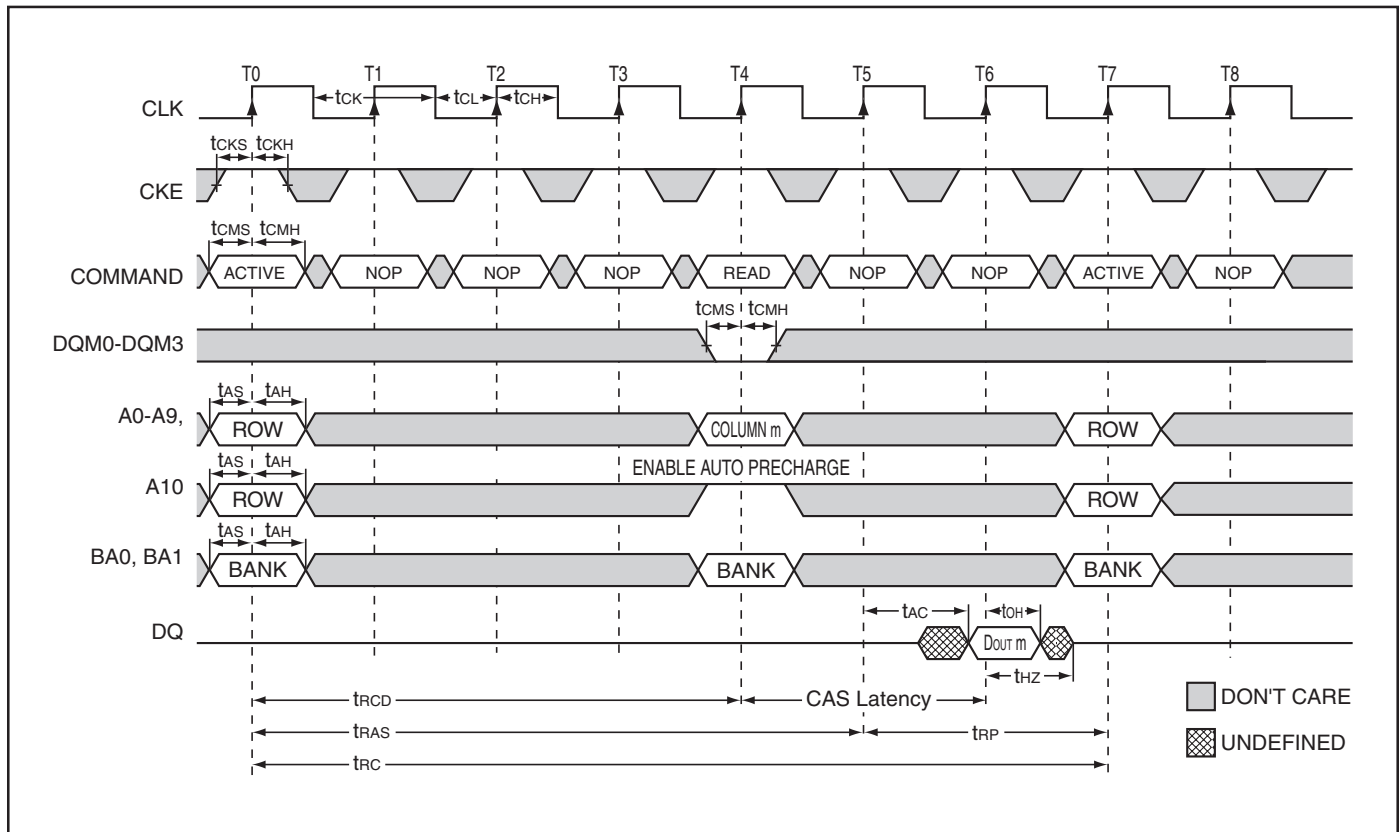 T0 T1 T2 T3 T4 T5 T6 T7 T8
CLK tCK tCL tCH
tCKS tCKH
CKE
tCMS tCMH
COMMAND ACTIVE NOP NOP NOP READ NOP NOP ACTIVE NOP
tCMS tCMH
DQM0-DQM3
tAS tAH
A0-A9, ROW COLUMN m ROW
tAS tAH ENABLE AUTO PRECHARGE
A10 ROW ROW
tAS tAH
BA0, BA1 BANK BANK BANK
tAC tOH
DQ DOUT m
tHZ
tRCD CAS Latency DON'T CARE
tRAS tRP UNDEFINED
tRC